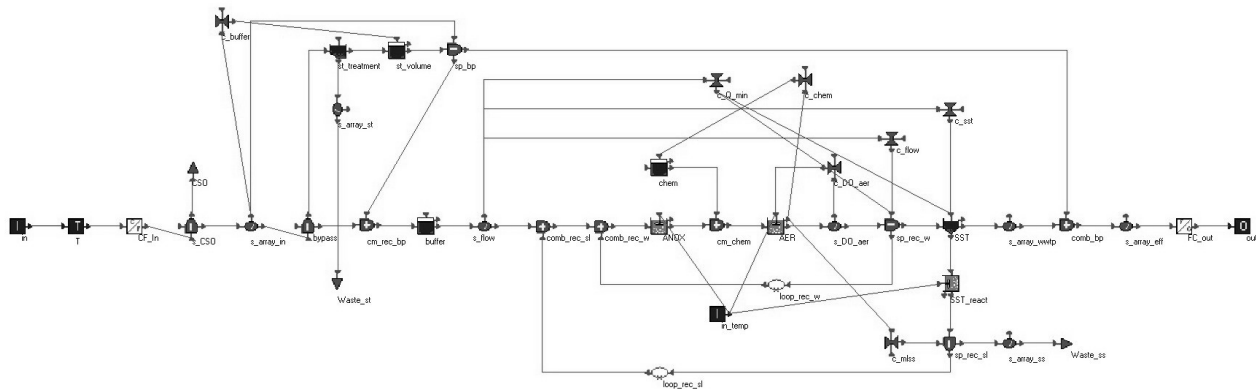 c_buffer
st_treatment
st_volume
sp_bp
c_Q_min
c_chem
s_array_st
c_sst
c_flow
CSO
chem
c_DO_aer
in
T
CF_In
s_CSO
s_array_in
bypass
cm_rec_bp
buffer
s_flow
comb_rec_sl
comb_rec_w
ANOX
cm_chem
AER
s_DO_aer
sp_rec_w
SST
s_array_wwtp
comb_bp
s_array_eff
FC_out
out
Waste_st
loop_rec_w
SST_react
in_temp
c_mlss
sp_rec_sl
s_array_ss
Waste_ss
loop_rec_sl